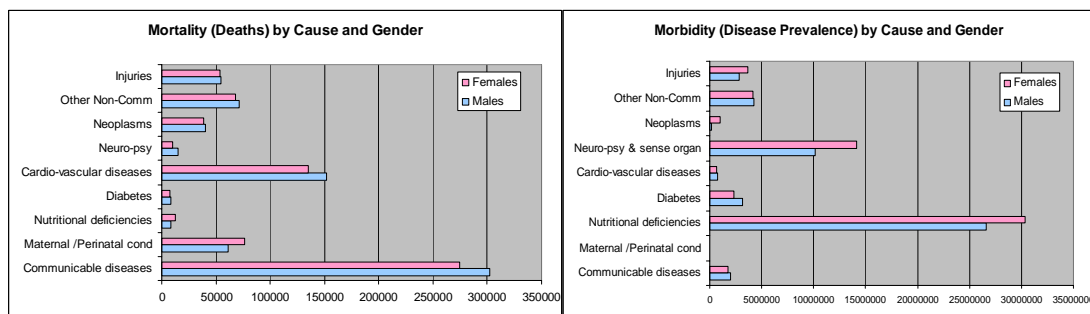 Mortality (Deaths) by Cause and Gender
Injuries
Other Non-Comm
Neoplasms
Neuro-psy
Cardio-vascular diseases
Diabetes
Nutritional deficiencies
Maternal /Perinatal cond
Communicable diseases
Females
Males
0 50000 100000 150000 200000 250000 300000 350000
Morbidity (Disease Prevalence) by Cause and Gender
Injuries
Other Non-Comm
Neoplasms
Neuro-psy & sense organ
Cardio-vascular diseases
Diabetes
Nutritional deficiencies
Maternal /Perinatal cond
Communicable diseases
Females
Males
0 5000000 10000000 15000000 20000000 25000000 30000000 35000000